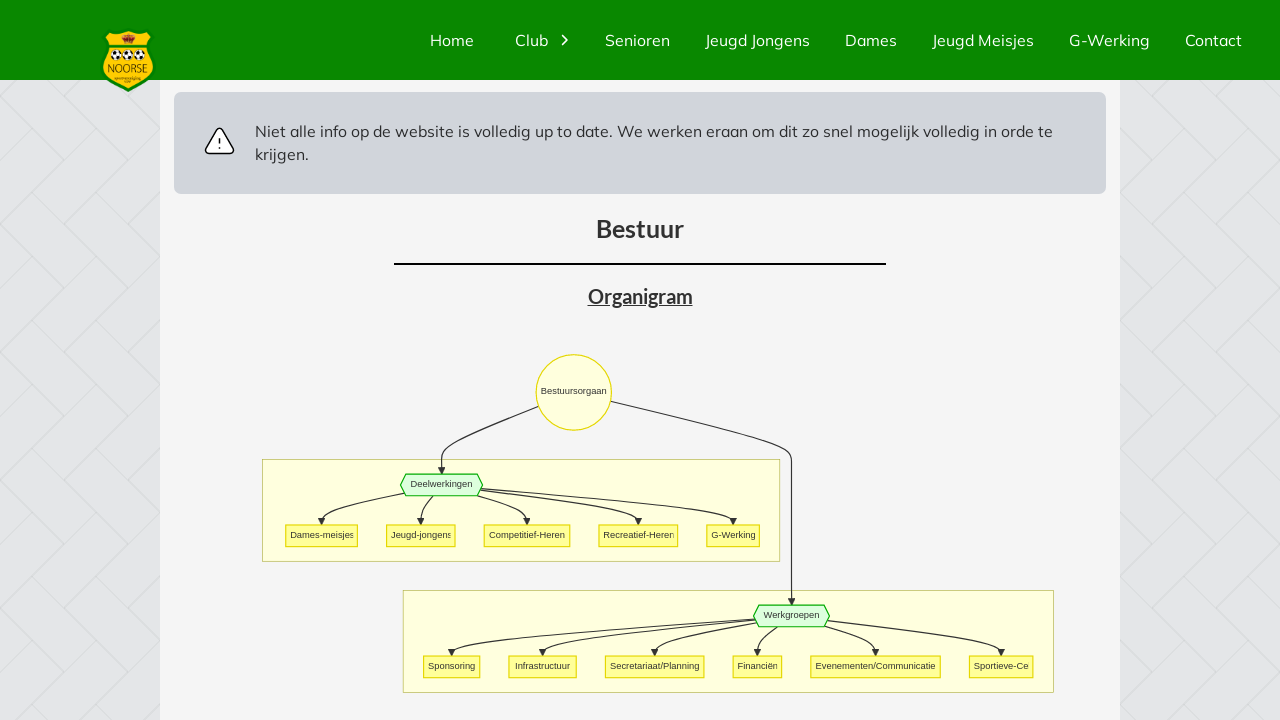 NOORSE
Home
Club
Senioren
Jeugd Jongens
Dames
Jeugd Meisjes
G-Werking
Contact
Niet alle info op de website is volledig up to date. We werken eraan om dit zo snel mogelijk volledig in orde te
krijgen.
Bestuur
Organigram
Bestuursorgaan
Deelwerkingen
Dames-meisjes
Jeugd-jongens
Competitief-Heren
Recreatief-Heren
G-Werking
Werkgroepen
Sponsoring
Infrastructuur
Secretariaat/Planning
Financiën
Evenementen/Communicatie
Sportieve-Ce